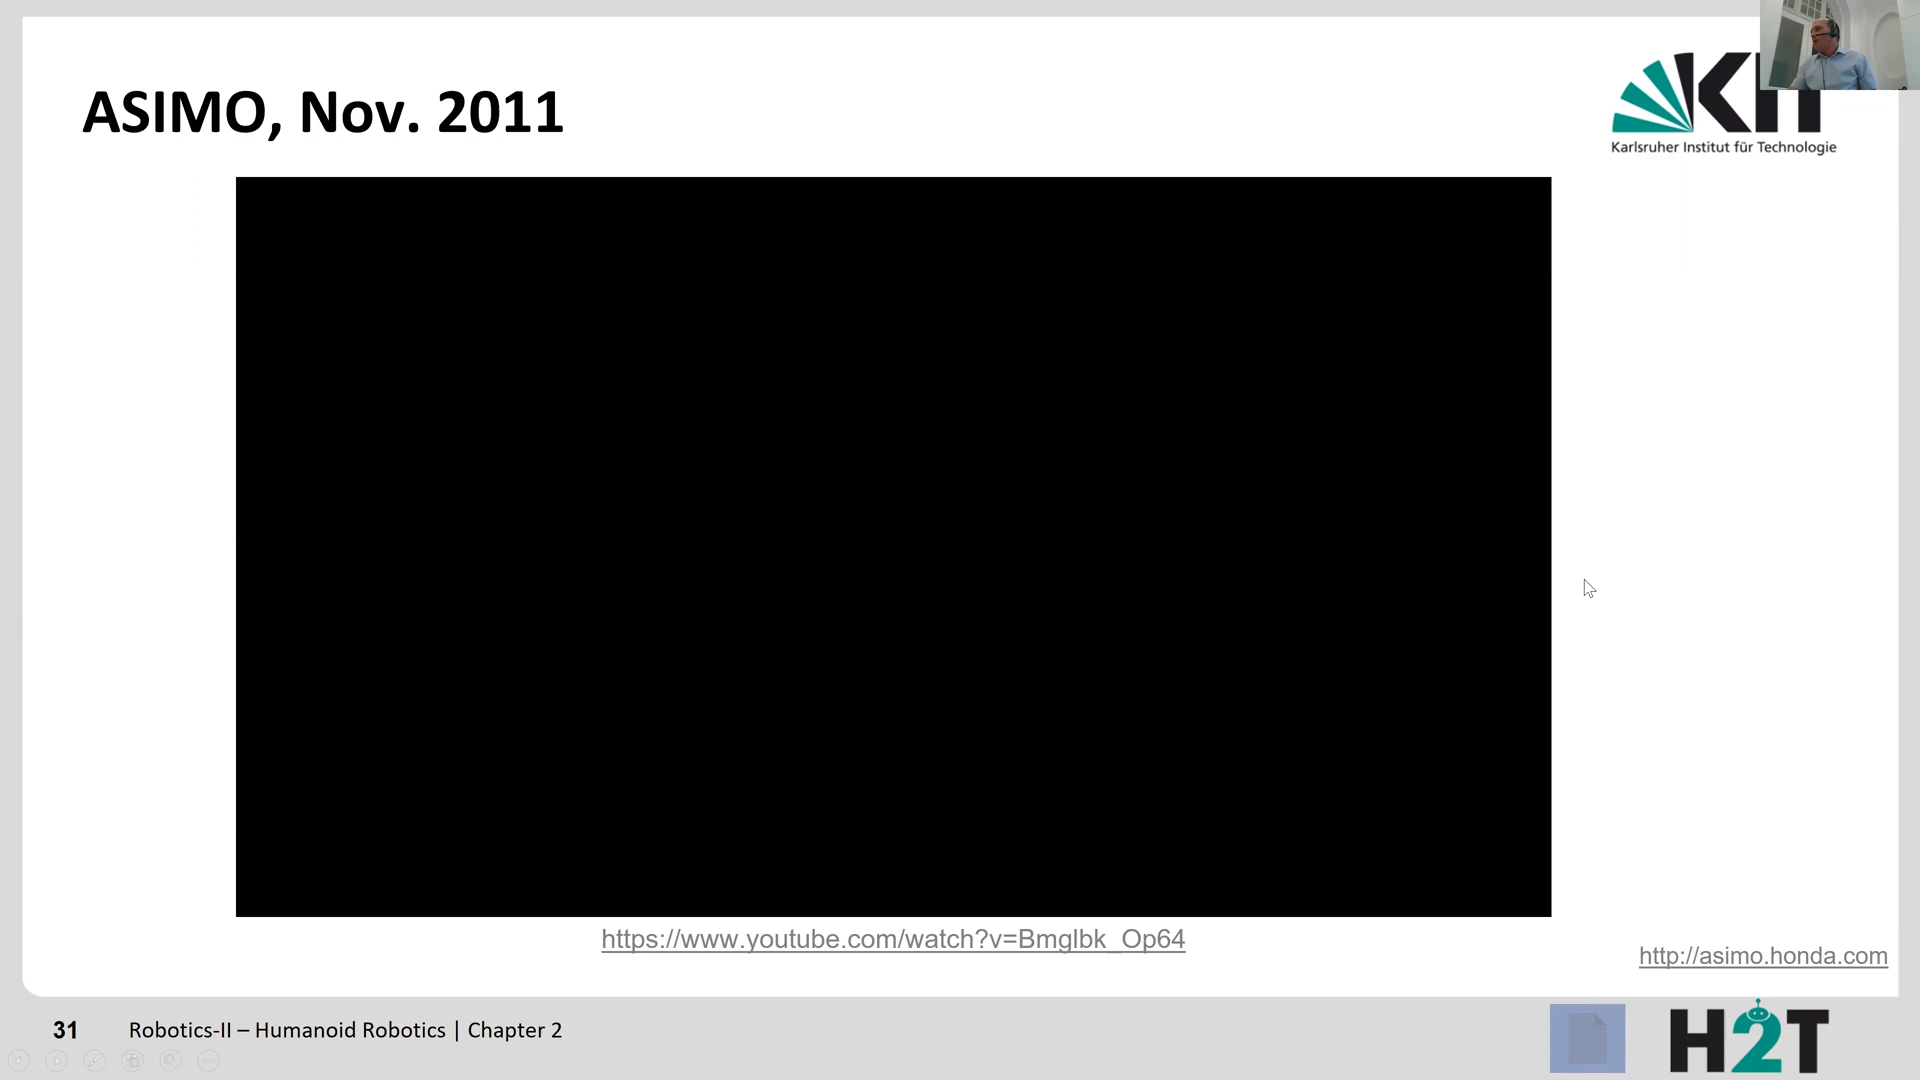 ASIMO, Nov. 2011
KIT
Karlsruher Institut für Technologie
https://www.youtube.com/watch?v=Bmglbk_Op64
http://asimo.honda.com
31 Robotics-II – Humanoid Robotics | Chapter 2
H2T